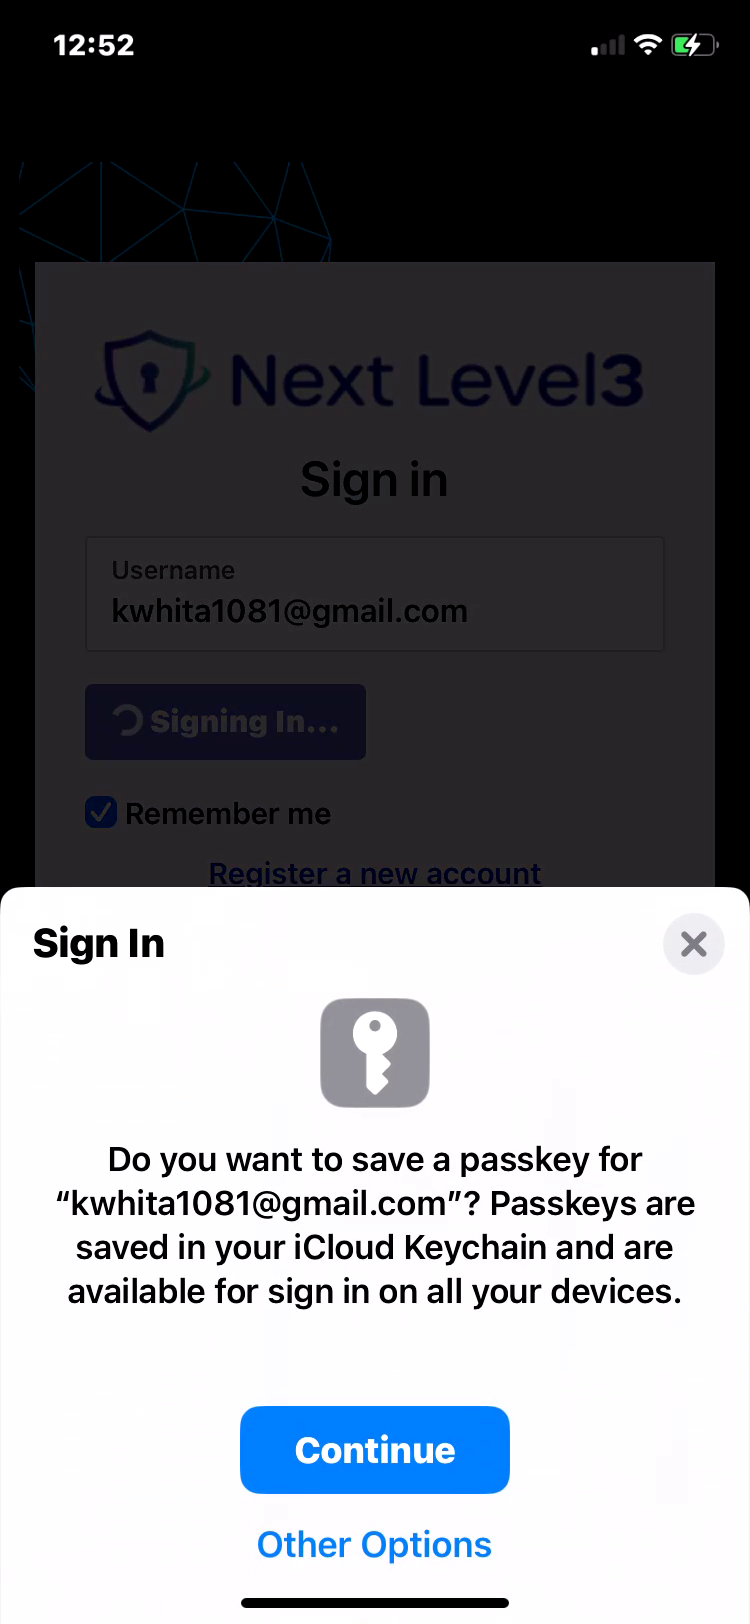 12:52
Next Level3
Sign in
Username
kwhita1081@gmail.com
Signing In...
Remember me
Register a new account
Sign In
Do you want to save a passkey for
“kwhita1081@gmail.com”? Passkeys are
saved in your iCloud Keychain and are
available for sign in on all your devices.
Continue
Other Options